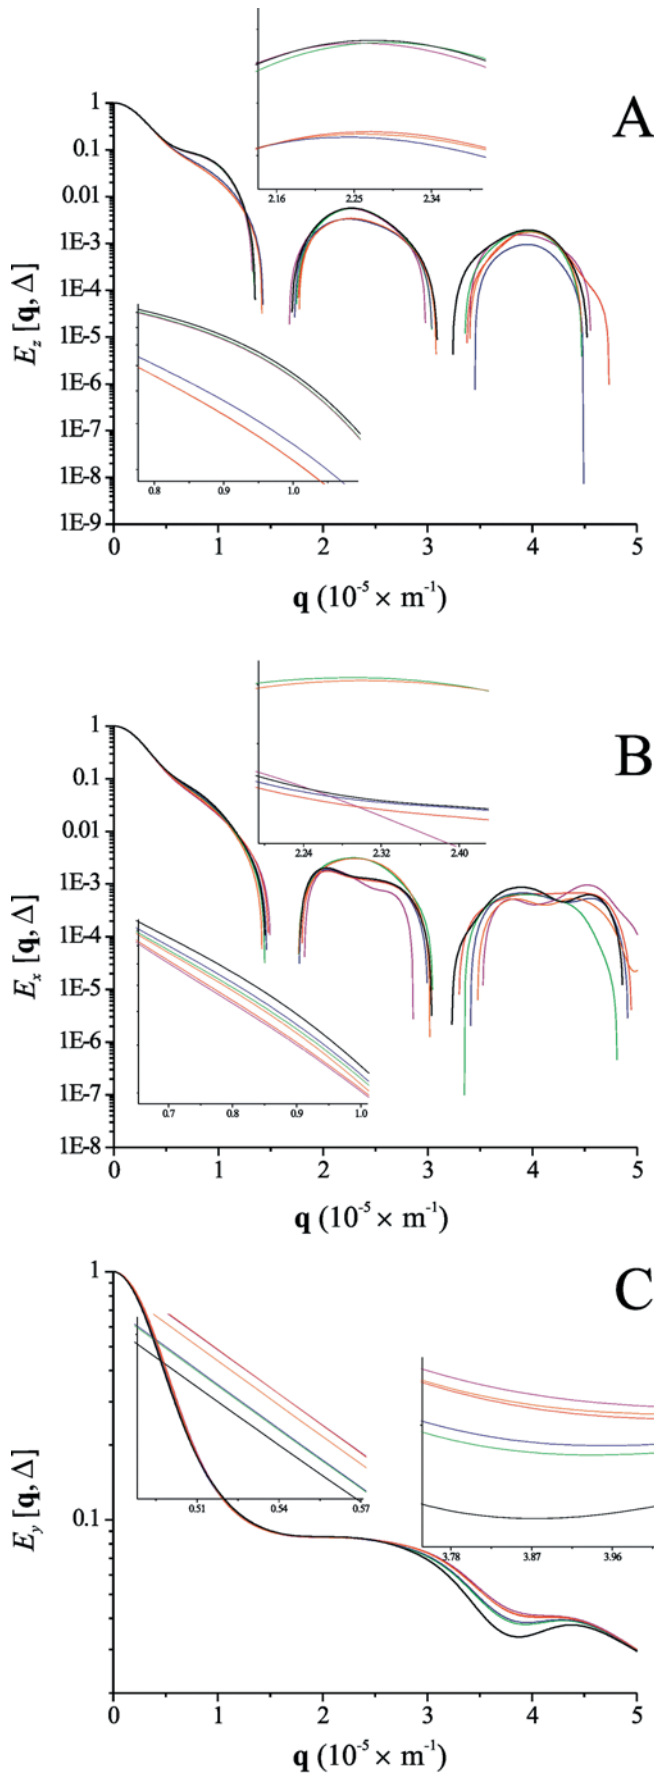 A
2.16 2.25 2.34
1
0.1
0.01
1E-3
1E-4
1E-5
1E-6
1E-7
1E-8
1E-9
E_z [q, Δ]
0.8 0.9 1.0
0 1 2 3 4 5
q (10⁻⁵ × m⁻¹)
B
2.24 2.32 2.40
1
0.1
0.01
1E-3
1E-4
1E-5
1E-6
1E-7
1E-8
E_x [q, Δ]
0.7 0.8 0.9 1.0
0 1 2 3 4 5
q (10⁻⁵ × m⁻¹)
C
1
0.1
E_y [q, Δ]
0.51 0.54 0.57
3.78 3.87 3.96
0 1 2 3 4 5
q (10⁻⁵ × m⁻¹)